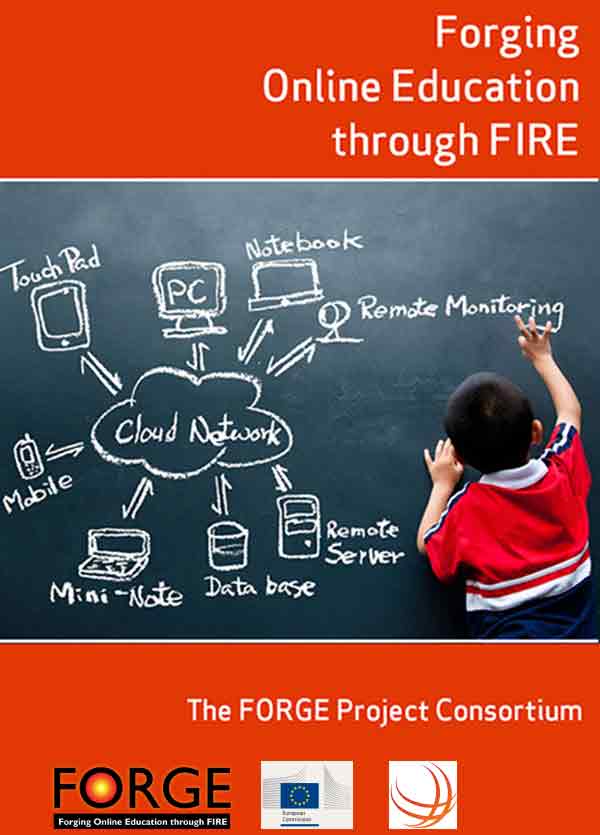 Forging
Online Education
through FIRE
Notebook
Touch Pad
PC
Remote Monitoring
Cloud Network
Mobile
Mini-Note
Data base
Remote
Server
The FORGE Project Consortium
FORGE
Forging Online Education through FIRE
European
Commission